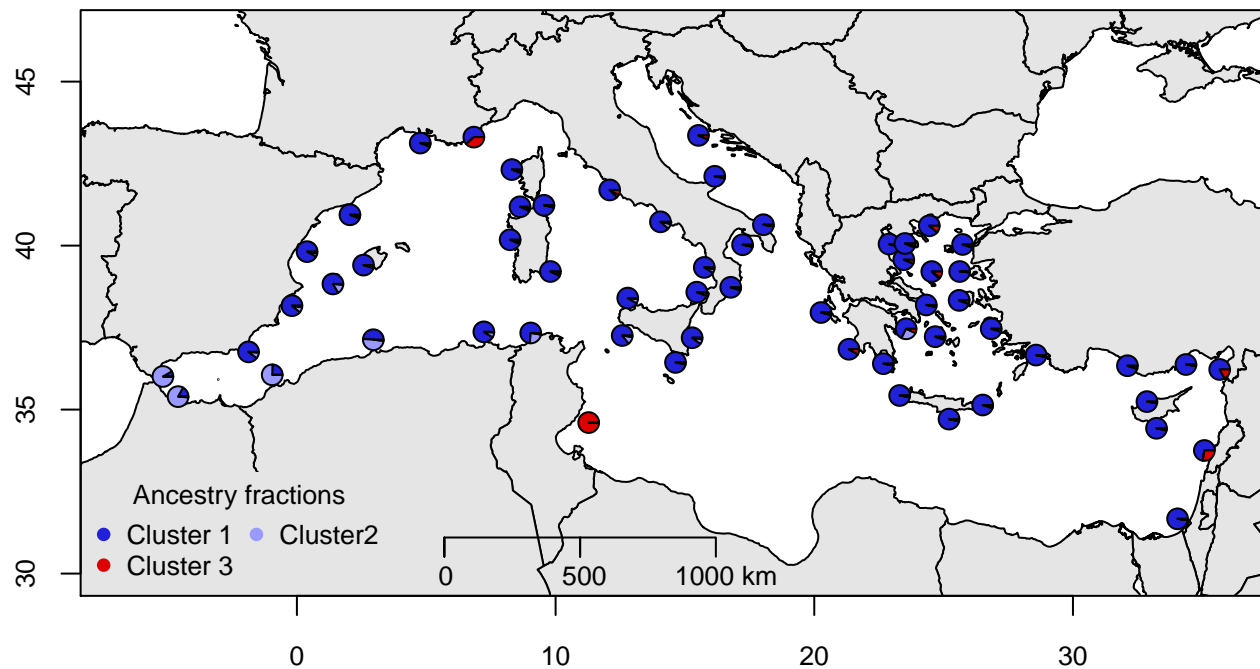 45
40
35
30
Ancestry fractions
Cluster 1 Cluster2
Cluster 3
0 500 1000 km
0 10 20 30